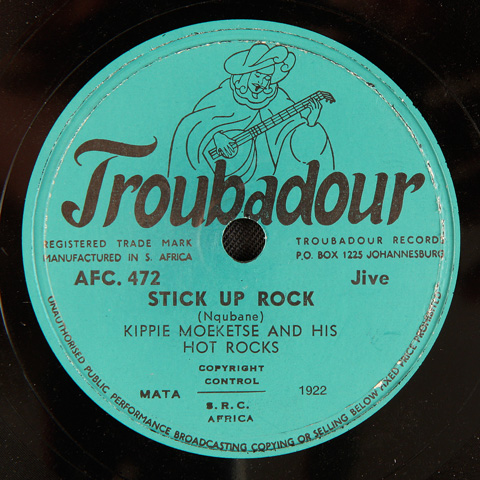 Troubadour
REGISTERED TRADE MARK
MANUFACTURED IN S. AFRICA
TROUBADOUR RECORDS
P.O. BOX 1225 JOHANNESBURG
AFC. 472
Jive
STICK UP ROCK
(Nqubane)
KIPPIE MOEKETSE AND HIS
HOT ROCKS
COPYRIGHT
CONTROL
MATA
1922
S.R.C.
AFRICA
UNAUTHORISED PUBLIC PERFORMANCE BROADCASTING COPYING OR SELLING BELOW FIXED PRICE PROHIBITED